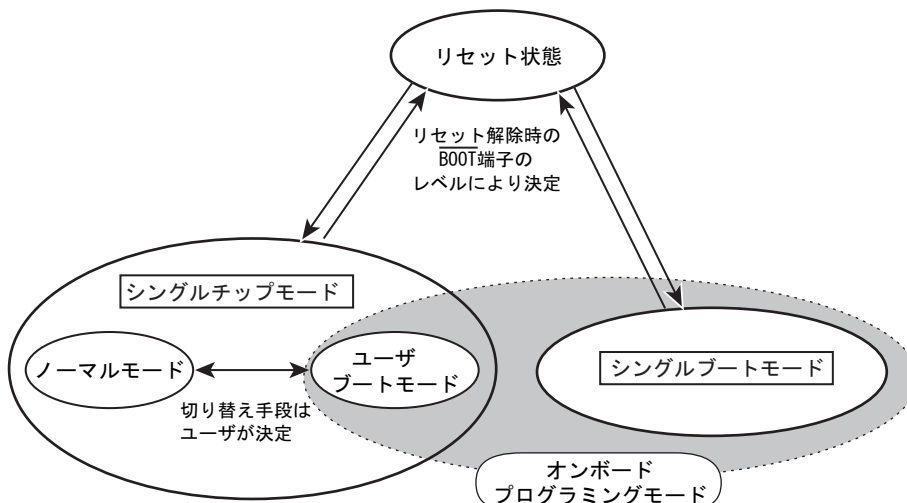 リセット状態
リセット解除時の
BOOT端子の
レベルにより決定
シングルチップモード
ノーマルモード
ユーザ
ブートモード
シングルブートモード
切り替え手段は
ユーザが決定
オンボード
プログラミングモード